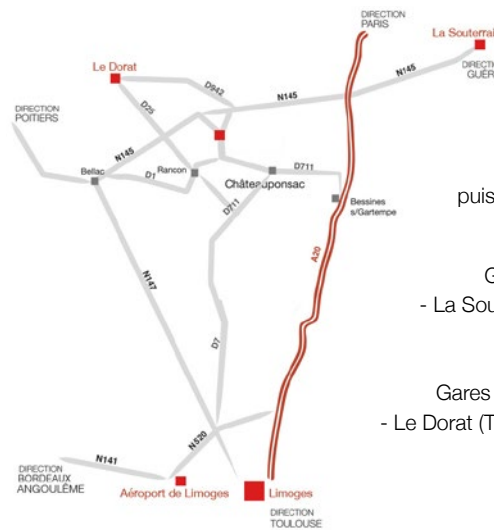 DIRECTION
PARIS
La Souterrai
DIRECTI
GUÉR
Le Dorat
D942
N145
N145
D25
DIRECTION
POITIERS
N145
Bellac
D1
Rancon
Châteauponsac
D711
D711
Bessines
s/Gartempe
puis
A20
G
- La Sou
N147
D7
Gares
- Le Dorat (T
N520
N141
DIRECTION
BORDEAUX
ANGOULÊME
Aéroport de Limoges
Limoges
DIRECTION
TOULOUSE